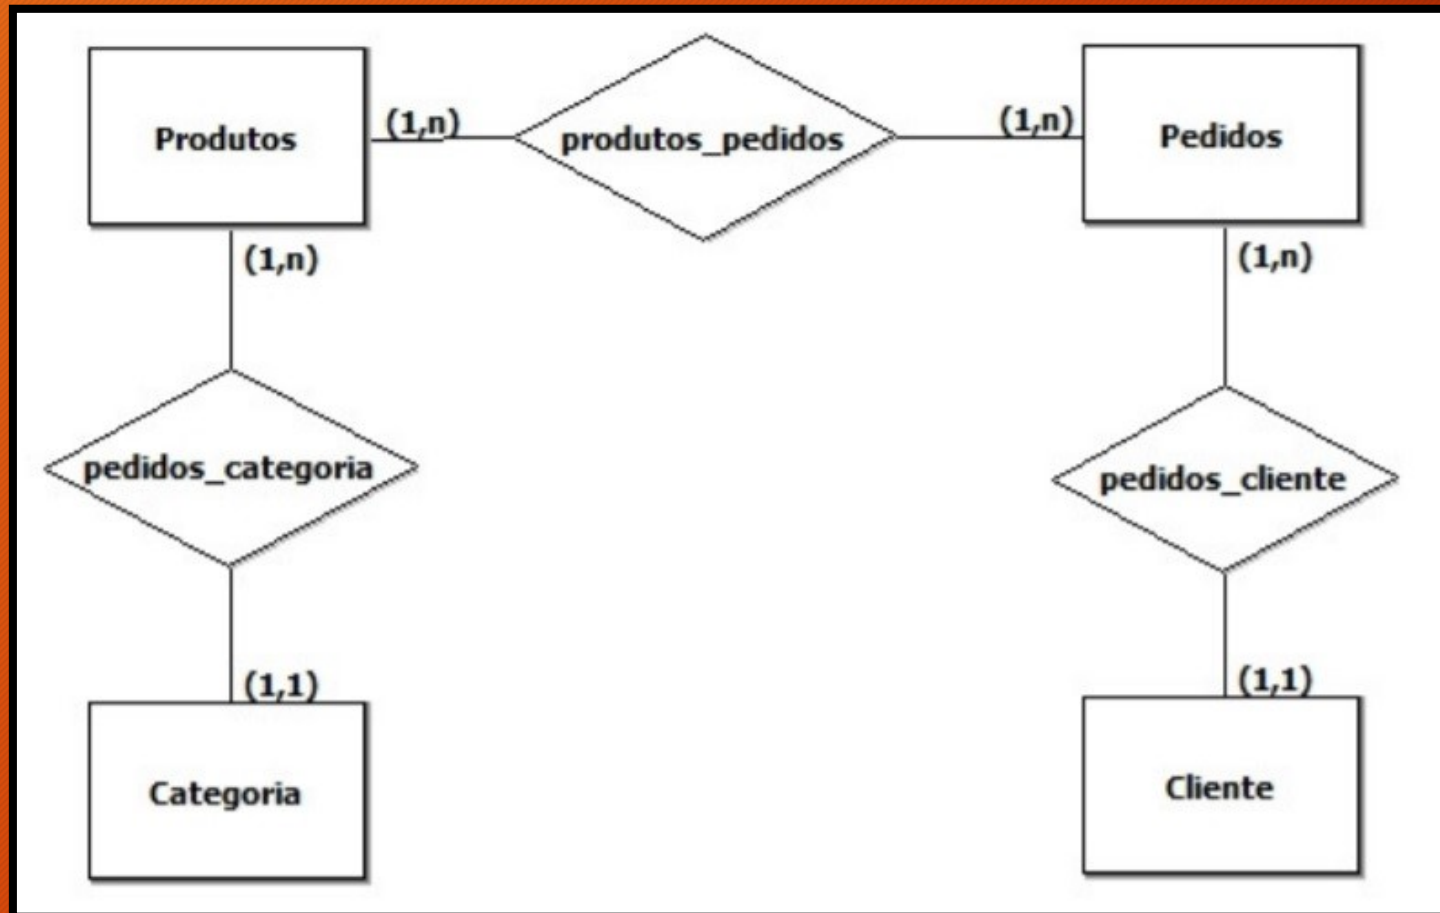 Produtos
(1,n)
produtos_pedidos
(1,n)
Pedidos
(1,n)
(1,n)
pedidos_categoria
pedidos_cliente
(1,1)
(1,1)
Categoria
Cliente